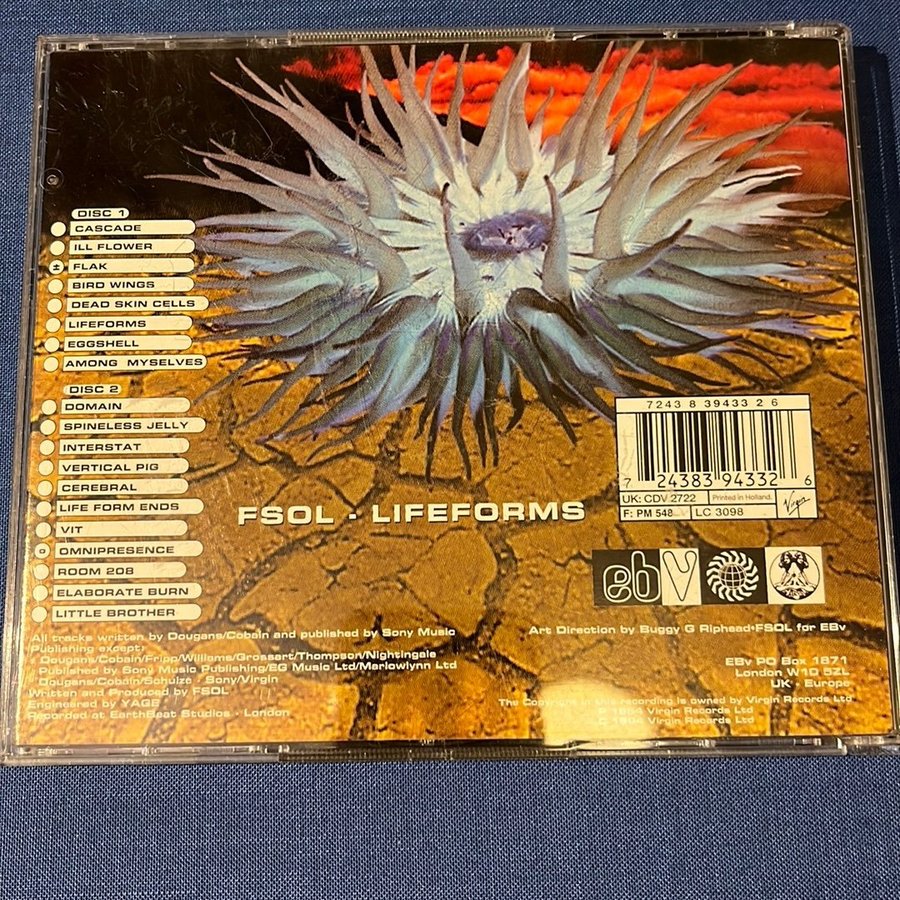 DISC 1
CASCADE
ILL FLOWER
± FLAK
BIRD WINGS
DEAD SKIN CELLS
LIFEFORMS
EGGSHELL
AMONG MYSELVES
DISC 2
DOMAIN
SPINELESS JELLY
INTERSTAT
VERTICAL PIG
CEREBRAL
LIFE FORM ENDS
VIT
OMNIPRESENCE
ROOM 208
ELABORATE BURN
LITTLE BROTHER
FSOL · LIFEFORMS
7243 8 39433 2 6
7 24383 94332 6
UK: CDV 2722
Printed in Holland.
Virgin
F: PM 548
LC 3098
ebV
All tracks written by Dougans/Cobain and published by Sony Music
Publishing except:
± Dougans/Cobain/Fripp/Williams/Grossart/Thompson/Nightingale
Published by Sony Music Publishing/EG Music Ltd/Marlowlynn Ltd
Dougans/Cobain/Schulze · Sony/Virgin
Written and Produced by FSOL
Engineered by YAGE
Recorded at EarthBeat Studios · London
Art Direction by Buggy G Riphead•FSOL for EBv
EBv PO Box 1871
London W1O 5ZL
UK · Europe
The Copyright in this recording is owned by Virgin Records Ltd
P 1994 Virgin Records Ltd
C 1994 Virgin Records Ltd